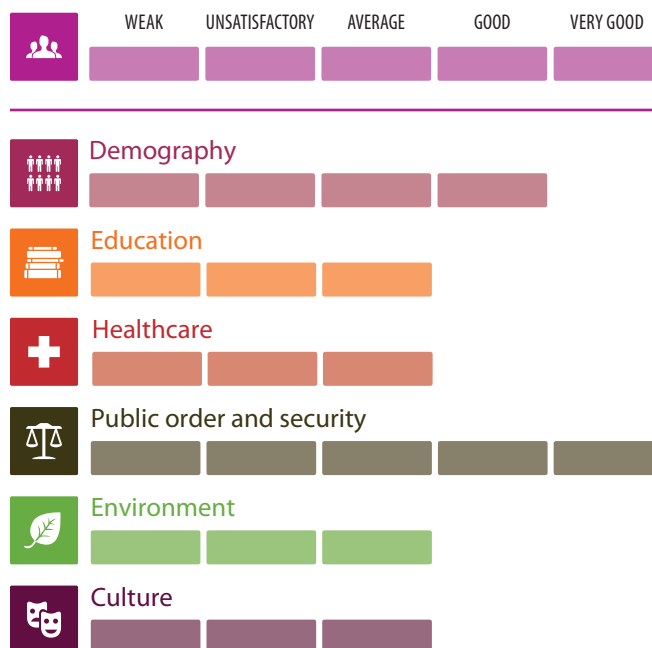 WEAK UNSATISFACTORY AVERAGE GOOD VERY GOOD
Demography
Education
Healthcare
Public order and security
Environment
Culture